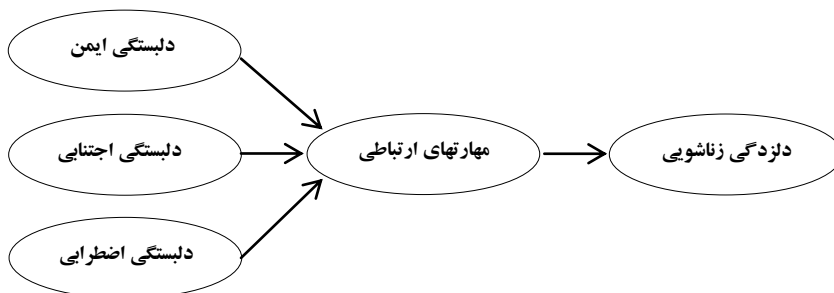 دلبستگی ایمن
دلبستگی اجتنابی
مهارتهای ارتباطی
دلزدگی زناشویی
دلبستگی اضطرابی